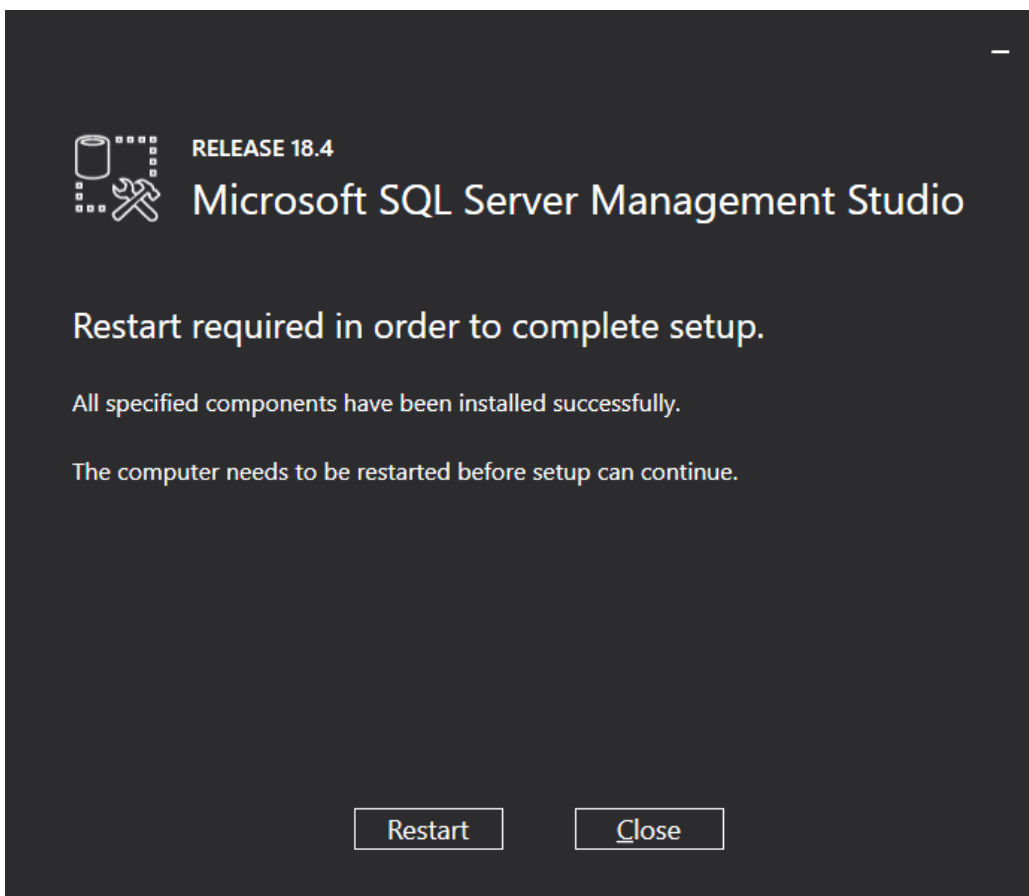 RELEASE 18.4
Microsoft SQL Server Management Studio
Restart required in order to complete setup.
All specified components have been installed successfully.
The computer needs to be restarted before setup can continue.
Restart
Close